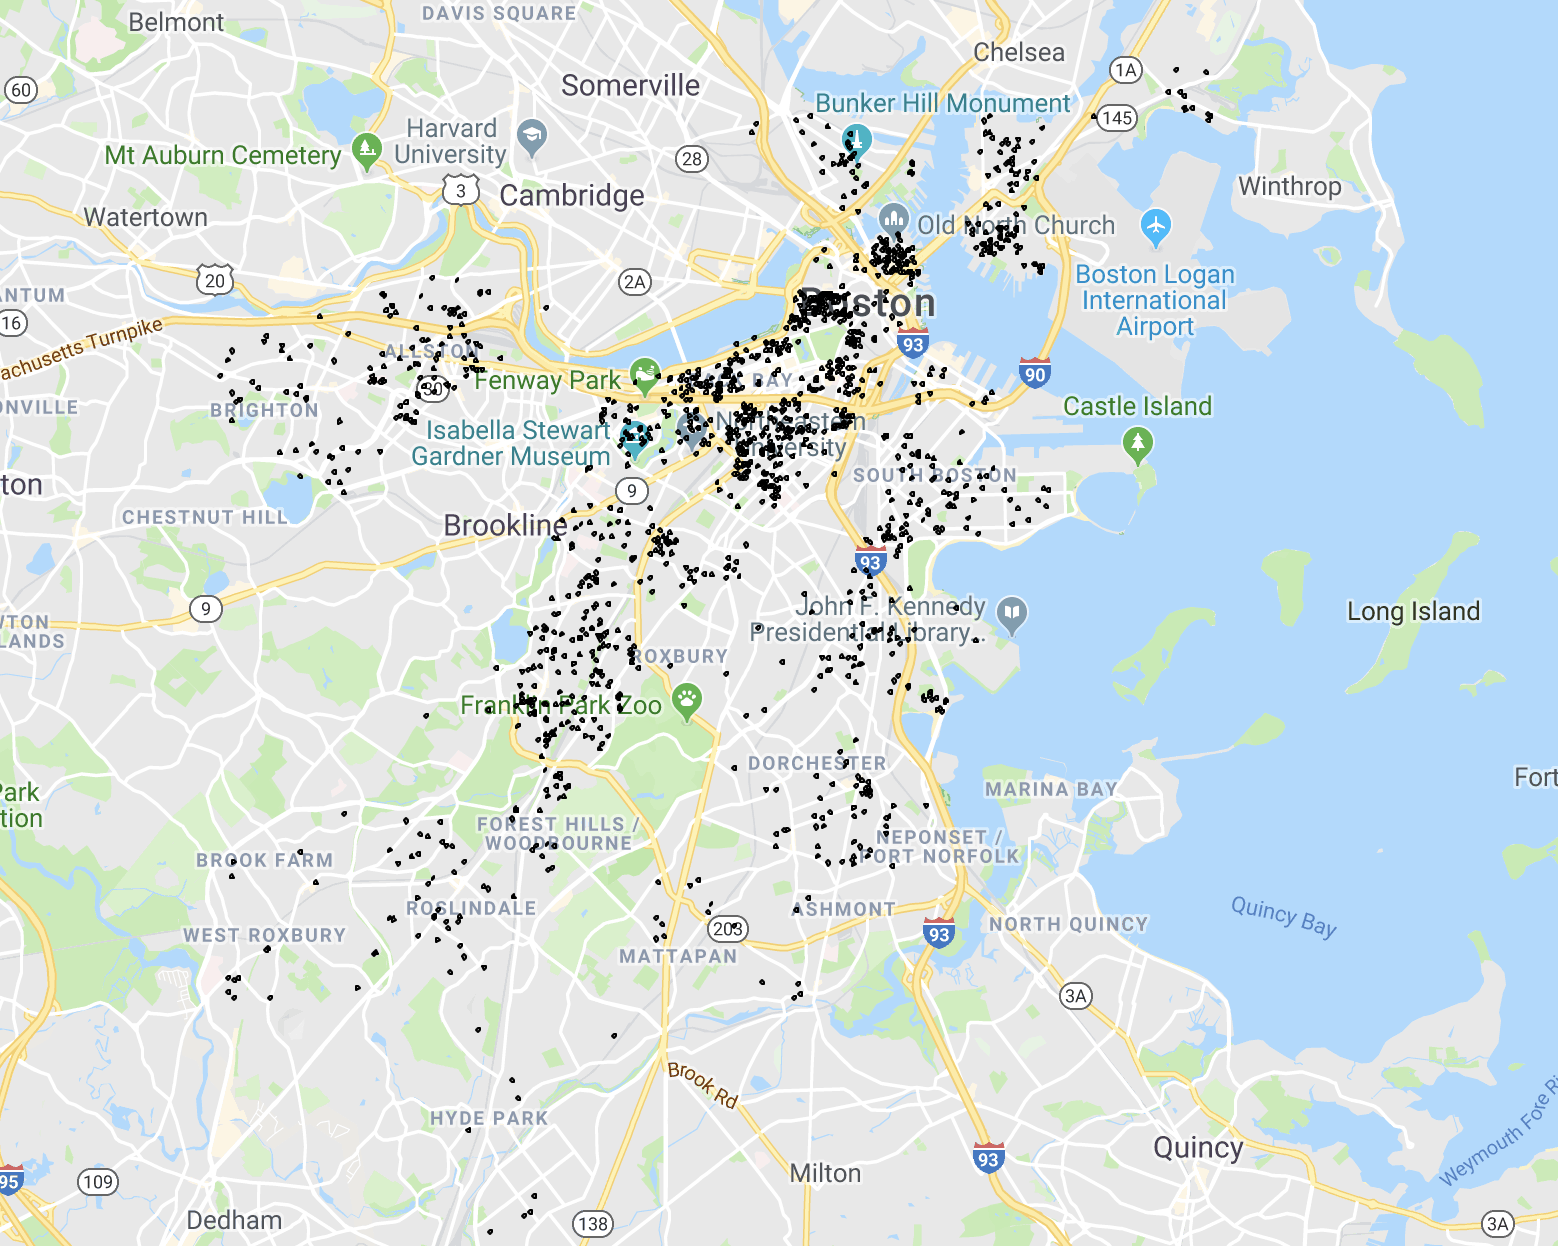 Belmont
DAVIS SQUARE
Chelsea
1A
60
Somerville
Bunker Hill Monument
145
Harvard
University
Mt Auburn Cemetery
28
3
Cambridge
Winthrop
Watertown
Old North Church
20
2A
Boston Logan
International
Airport
ANTUM
16
Boston
achusetts Turnpike
93
ALLSTON
90
Fenway Park
BACK BAY
30
ONVILLE
BRIGHTON
Castle Island
Northeastern
University
Isabella Stewart
Gardner Museum
SOUTH BOSTON
ton
9
CHESTNUT HILL
Brookline
93
9
John F. Kennedy
Presidential Library...
Long Island
WTON
LANDS
ROXBURY
Franklin Park Zoo
DORCHESTER
Fort
MARINA BAY
Park
tion
FOREST HILLS /
WOODBOURNE
NEPONSET /
PORT NORFOLK
BROOK FARM
ROSLINDALE
ASHMONT
Quincy Bay
NORTH QUINCY
203
93
WEST ROXBURY
MATTAPAN
3A
Brook Rd
HYDE PARK
Quincy
Weymouth Fore Ri
93
Milton
95
109
Dedham
138
3A